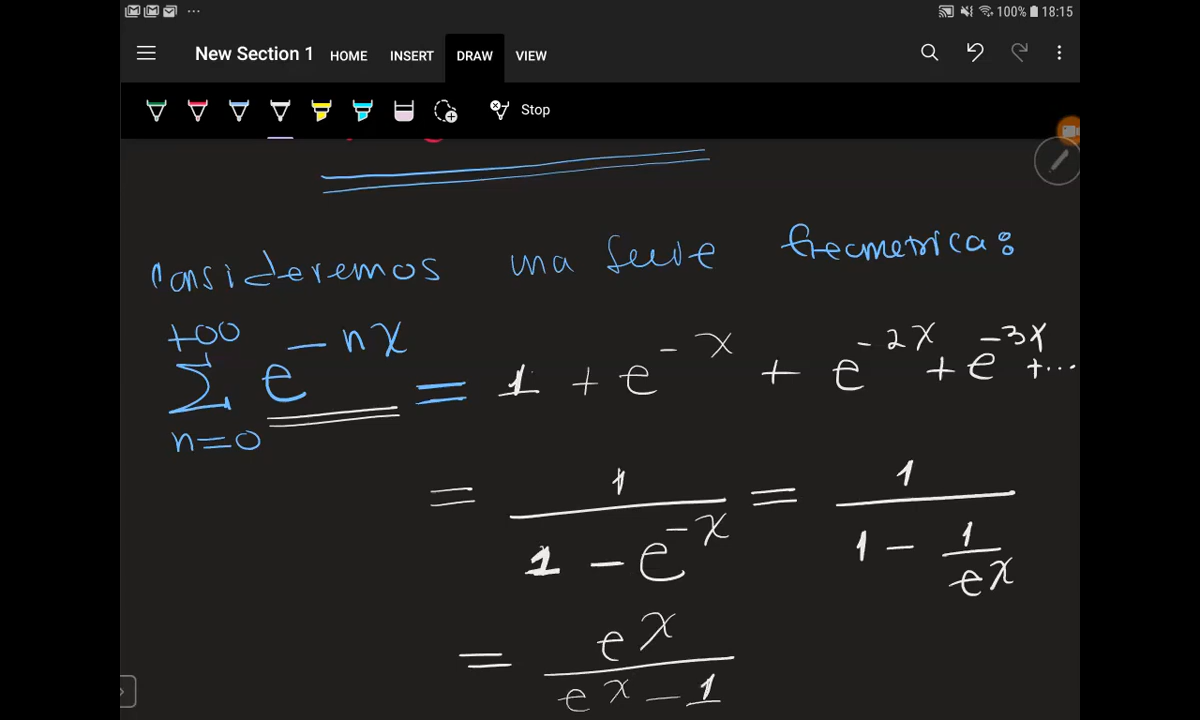 100% 18:15
New Section 1 HOME INSERT DRAW VIEW
Stop
Consideremos una Serie Geometrica:
+∞
∑ e^{-nx} = 1 + e^{-x} + e^{-2x} + e^{-3x} + ...
n=0
= 1/(1 - e^{-x}) = 1/(1 - 1/e^{x})
= e^{x}/(e^{x} - 1)